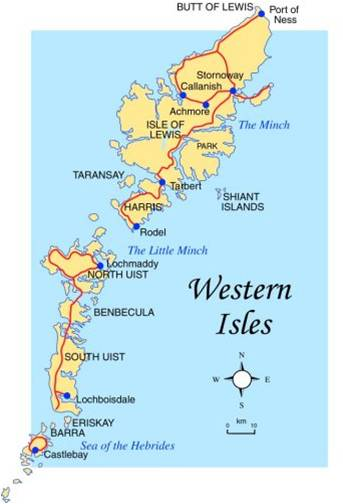 BUTT OF LEWIS
Port of
Ness
Stornoway
Callanish
Achmore
The Minch
ISLE OF
LEWIS
PARK
TARANSAY
Tarbert
SHIANT
ISLANDS
HARRIS
Rodel
The Little Minch
Lochmaddy
NORTH UIST
Western
Isles
BENBECULA
N
W
E
S
SOUTH UIST
km
0
10
Lochboisdale
ERISKAY
BARRA
Sea of the Hebrides
Castlebay